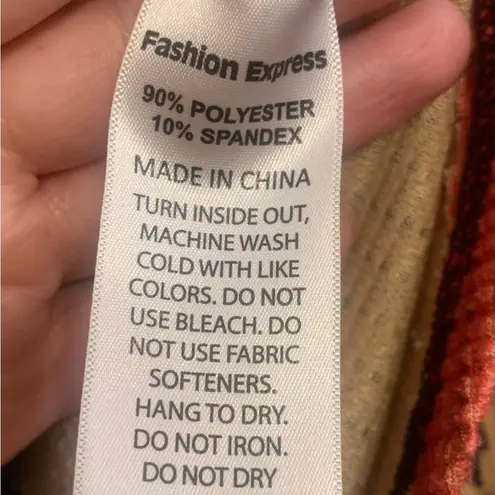 Fashion Express
90% POLYESTER
10% SPANDEX
MADE IN CHINA
TURN INSIDE OUT,
MACHINE WASH
COLD WITH LIKE
COLORS. DO NOT
USE BLEACH. DO
NOT USE FABRIC
SOFTENERS.
HANG TO DRY.
DO NOT IRON.
DO NOT DRY